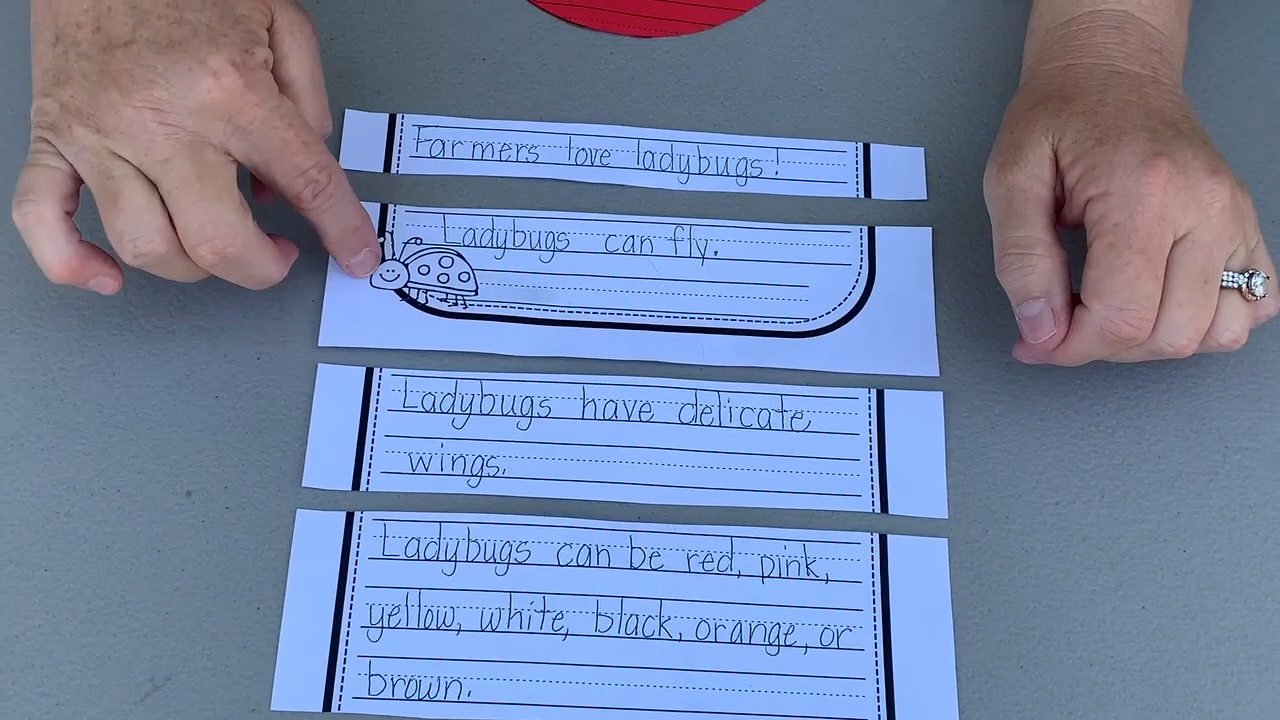 Farmers love ladybugs!
Ladybugs can fly.
Ladybugs have delicate
wings.
Ladybugs can be red, pink,
yellow, white, black, orange, or
brown.